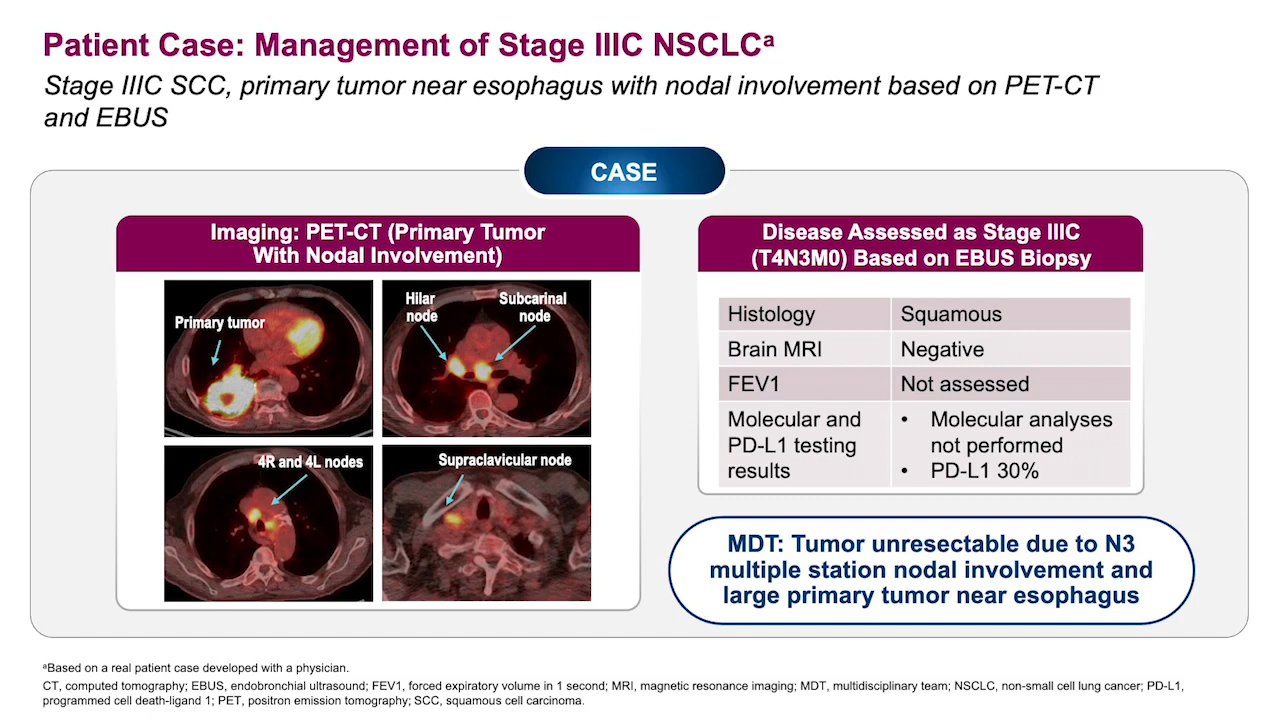 Patient Case: Management of Stage IIIC NSCLCᵃ
Stage IIIC SCC, primary tumor near esophagus with nodal involvement based on PET-CT
and EBUS
CASE
Imaging: PET-CT (Primary Tumor
With Nodal Involvement)
Primary tumor
Hilar
node
Subcarinal
node
4R and 4L nodes
Supraclavicular node
Disease Assessed as Stage IIIC
(T4N3M0) Based on EBUS Biopsy
Histology Squamous
Brain MRI Negative
FEV1 Not assessed
Molecular and • Molecular analyses
PD-L1 testing not performed
results • PD-L1 30%
MDT: Tumor unresectable due to N3
multiple station nodal involvement and
large primary tumor near esophagus
ᵃBased on a real patient case developed with a physician.
CT, computed tomography; EBUS, endobronchial ultrasound; FEV1, forced expiratory volume in 1 second; MRI, magnetic resonance imaging; MDT, multidisciplinary team; NSCLC, non-small cell lung cancer; PD-L1,
programmed cell death-ligand 1; PET, positron emission tomography; SCC, squamous cell carcinoma.